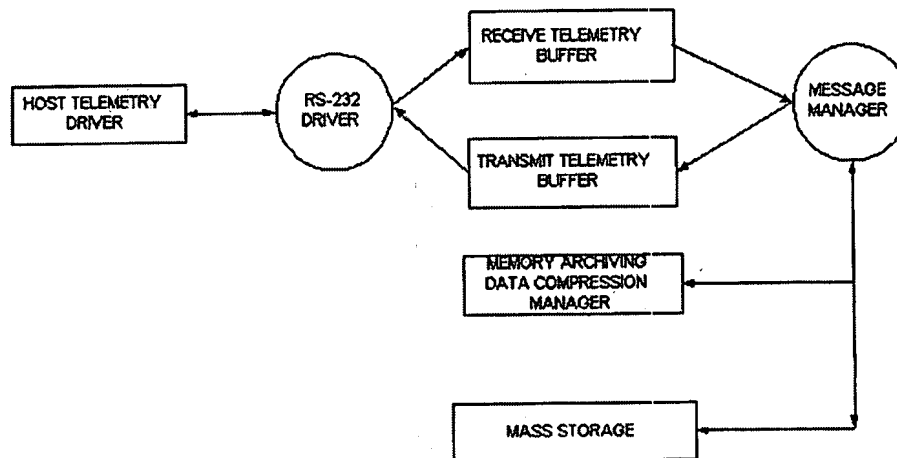 RECEIVE TELEMETRY
BUFFER
HOST TELEMETRY
DRIVER
RS-232
DRIVER
MESSAGE
MANAGER
TRANSMIT TELEMETRY
BUFFER
MEMORY ARCHIVING
DATA COMPRESSION
MANAGER
MASS STORAGE